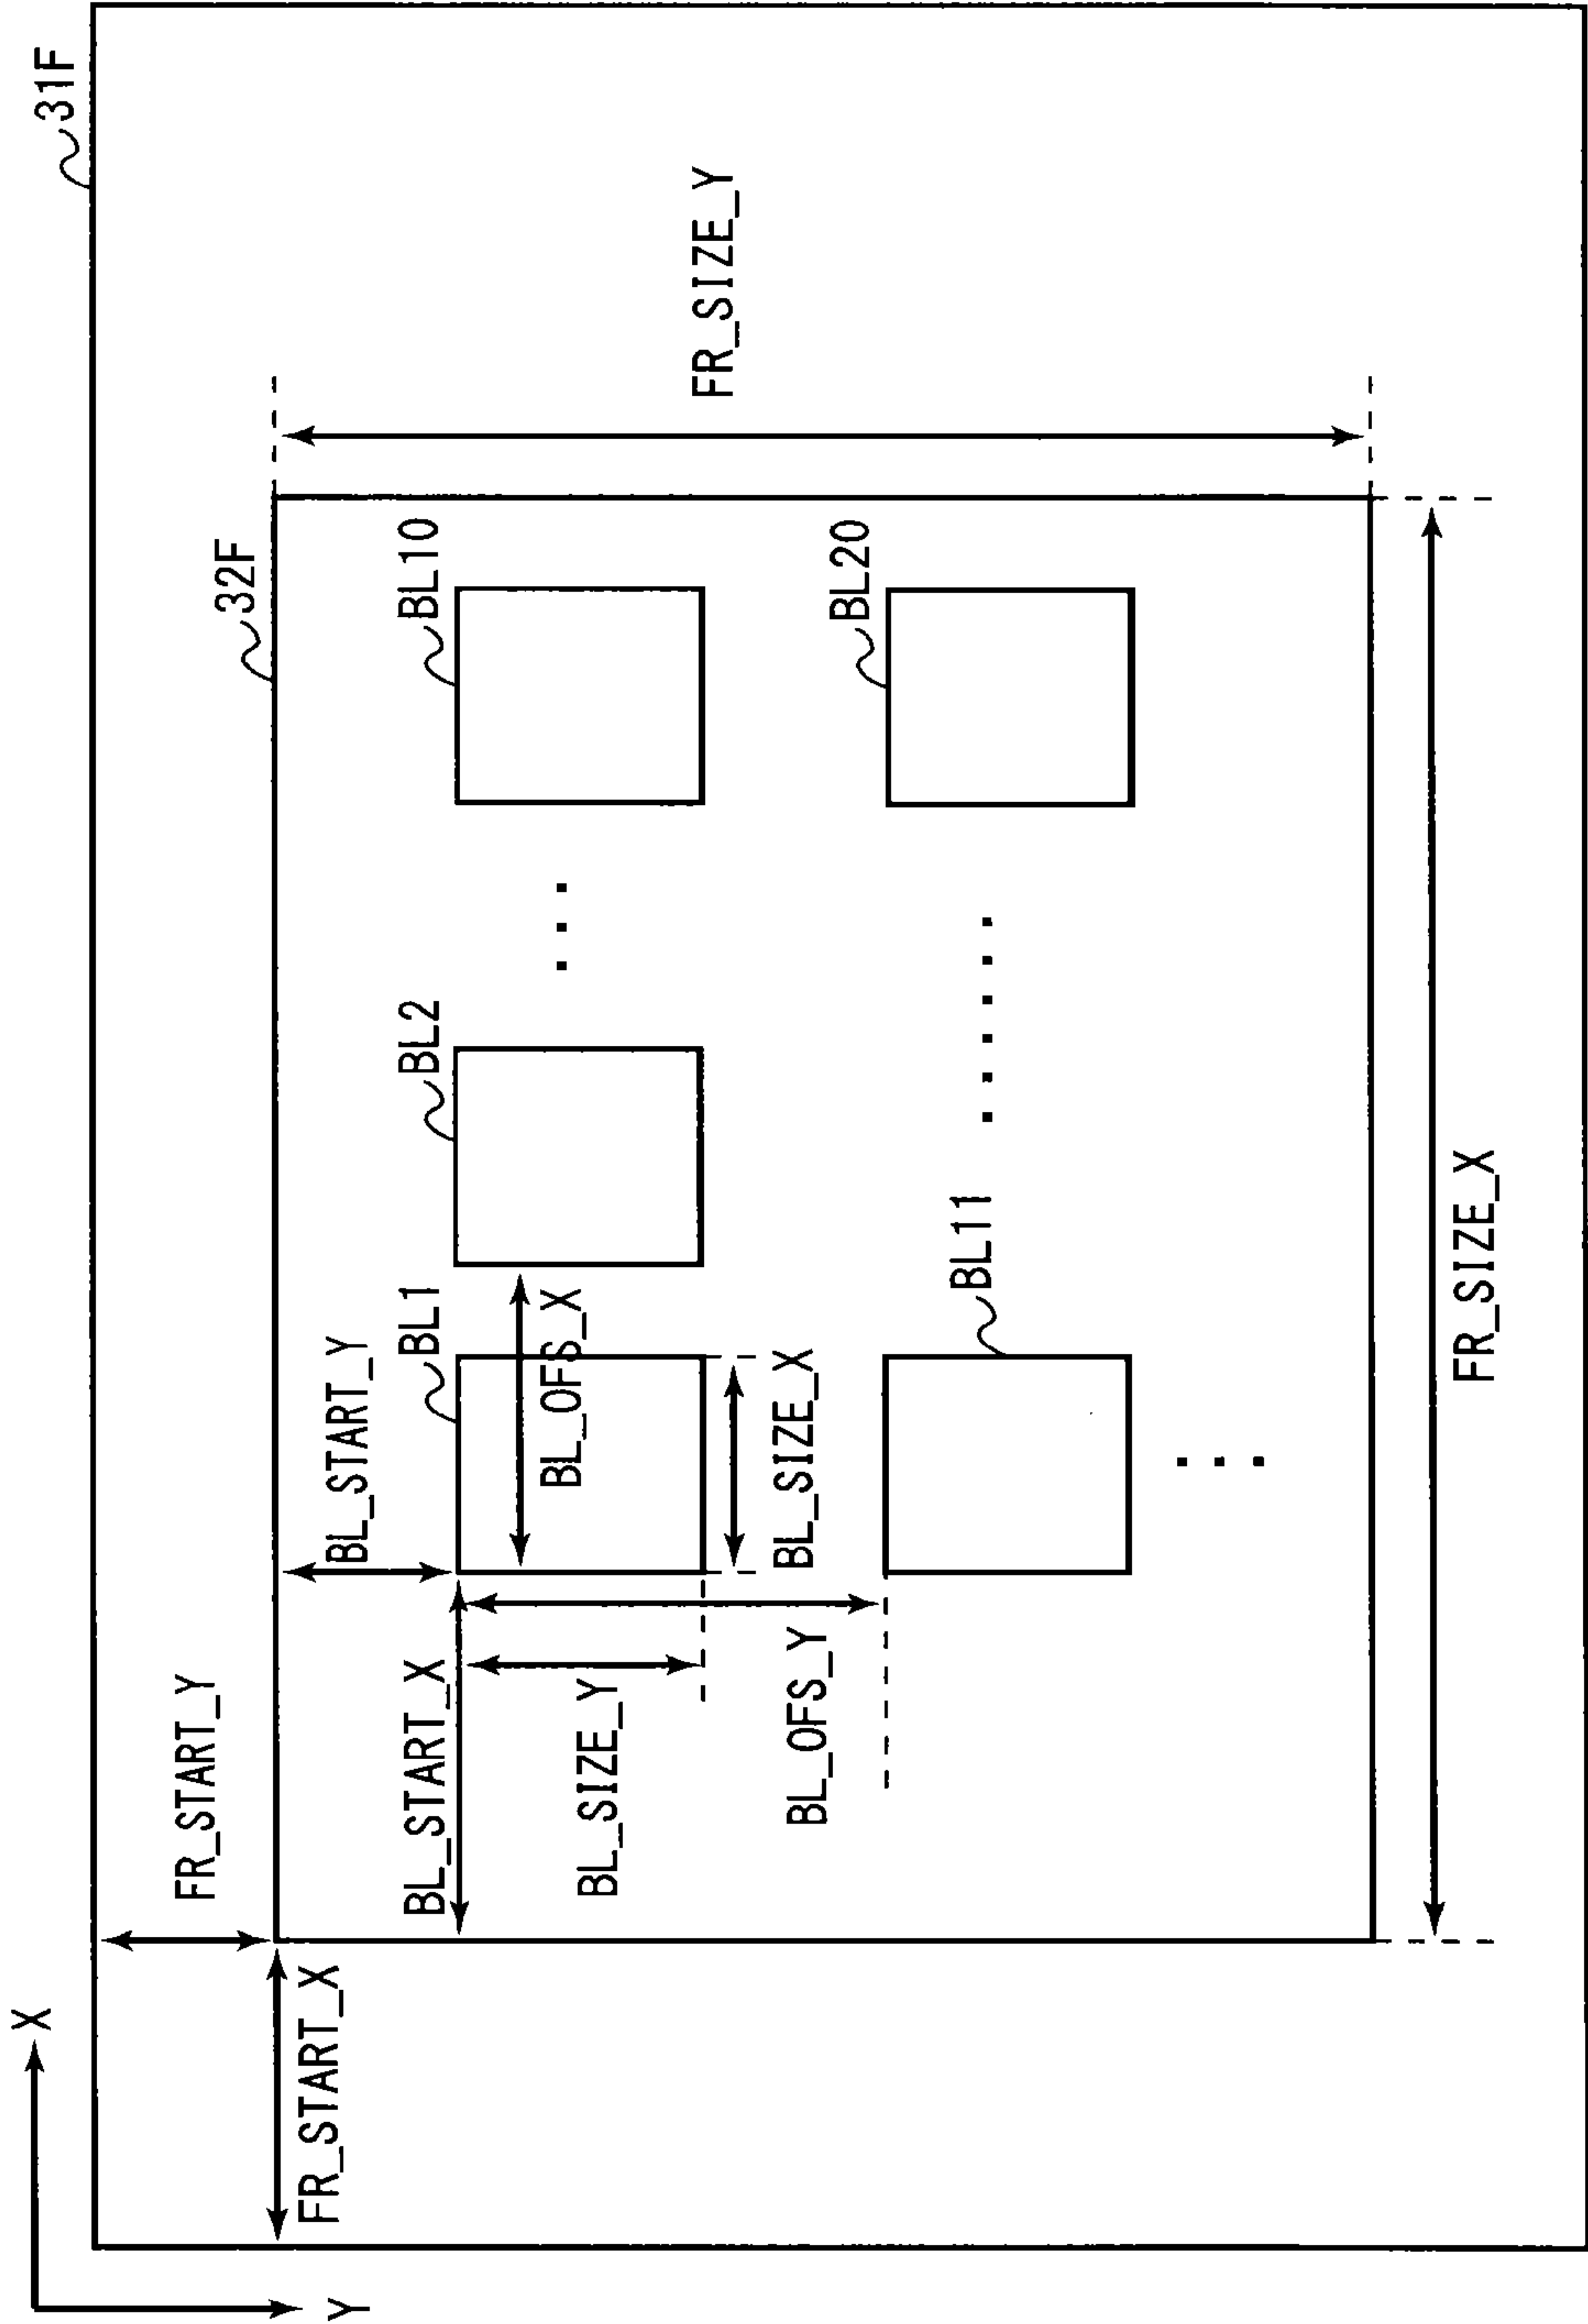 X
Y
31F
FR_START_Y
FR_START_X
32F
BL_START_Y
BL_START_X
BL1
BL2
BL10
BL_OFS_X
BL_SIZE_Y
BL_SIZE_X
BL_OFS_Y
FR_SIZE_Y
BL20
BL11
FR_SIZE_X